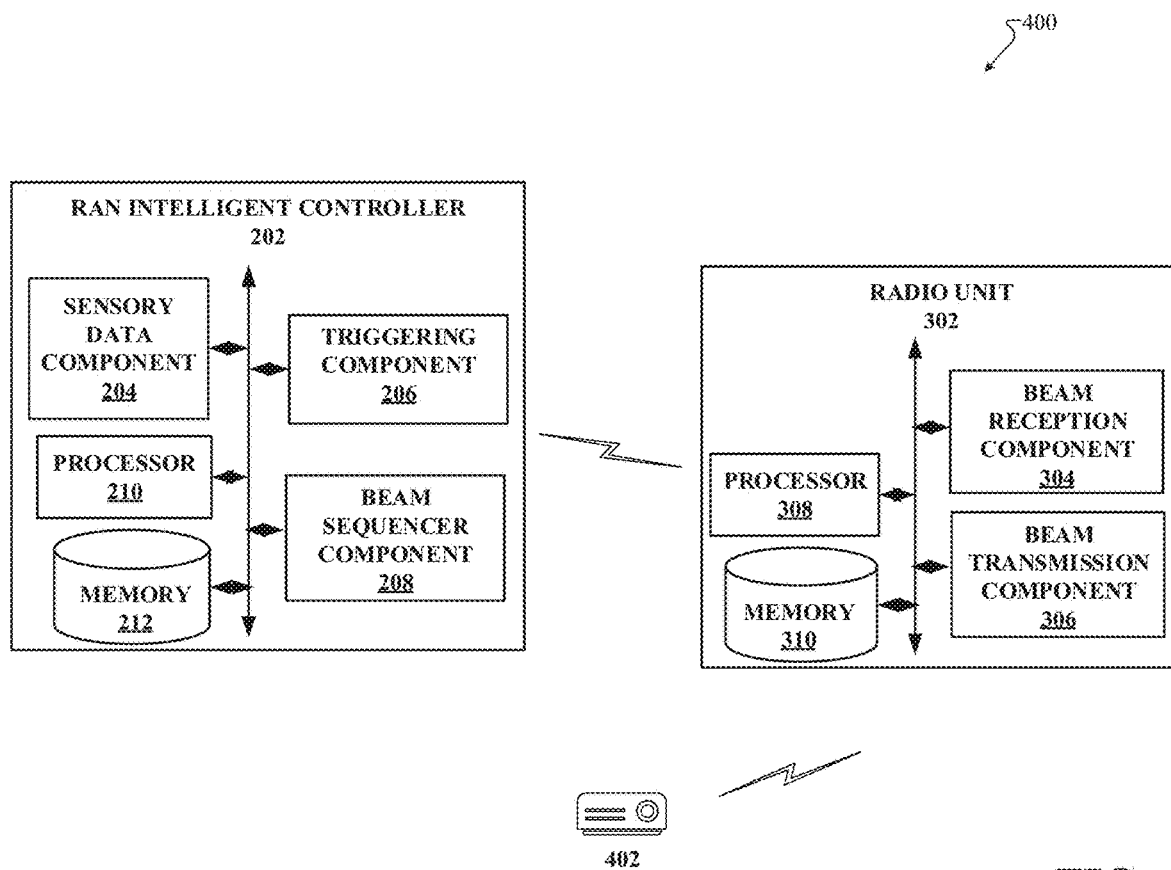 400
RAN INTELLIGENT CONTROLLER
202
SENSORY
DATA
COMPONENT
204
TRIGGERING
COMPONENT
206
PROCESSOR
210
BEAM
SEQUENCER
COMPONENT
208
MEMORY
212
RADIO UNIT
302
BEAM
RECEPTION
COMPONENT
304
PROCESSOR
308
BEAM
TRANSMISSION
COMPONENT
306
MEMORY
310
402